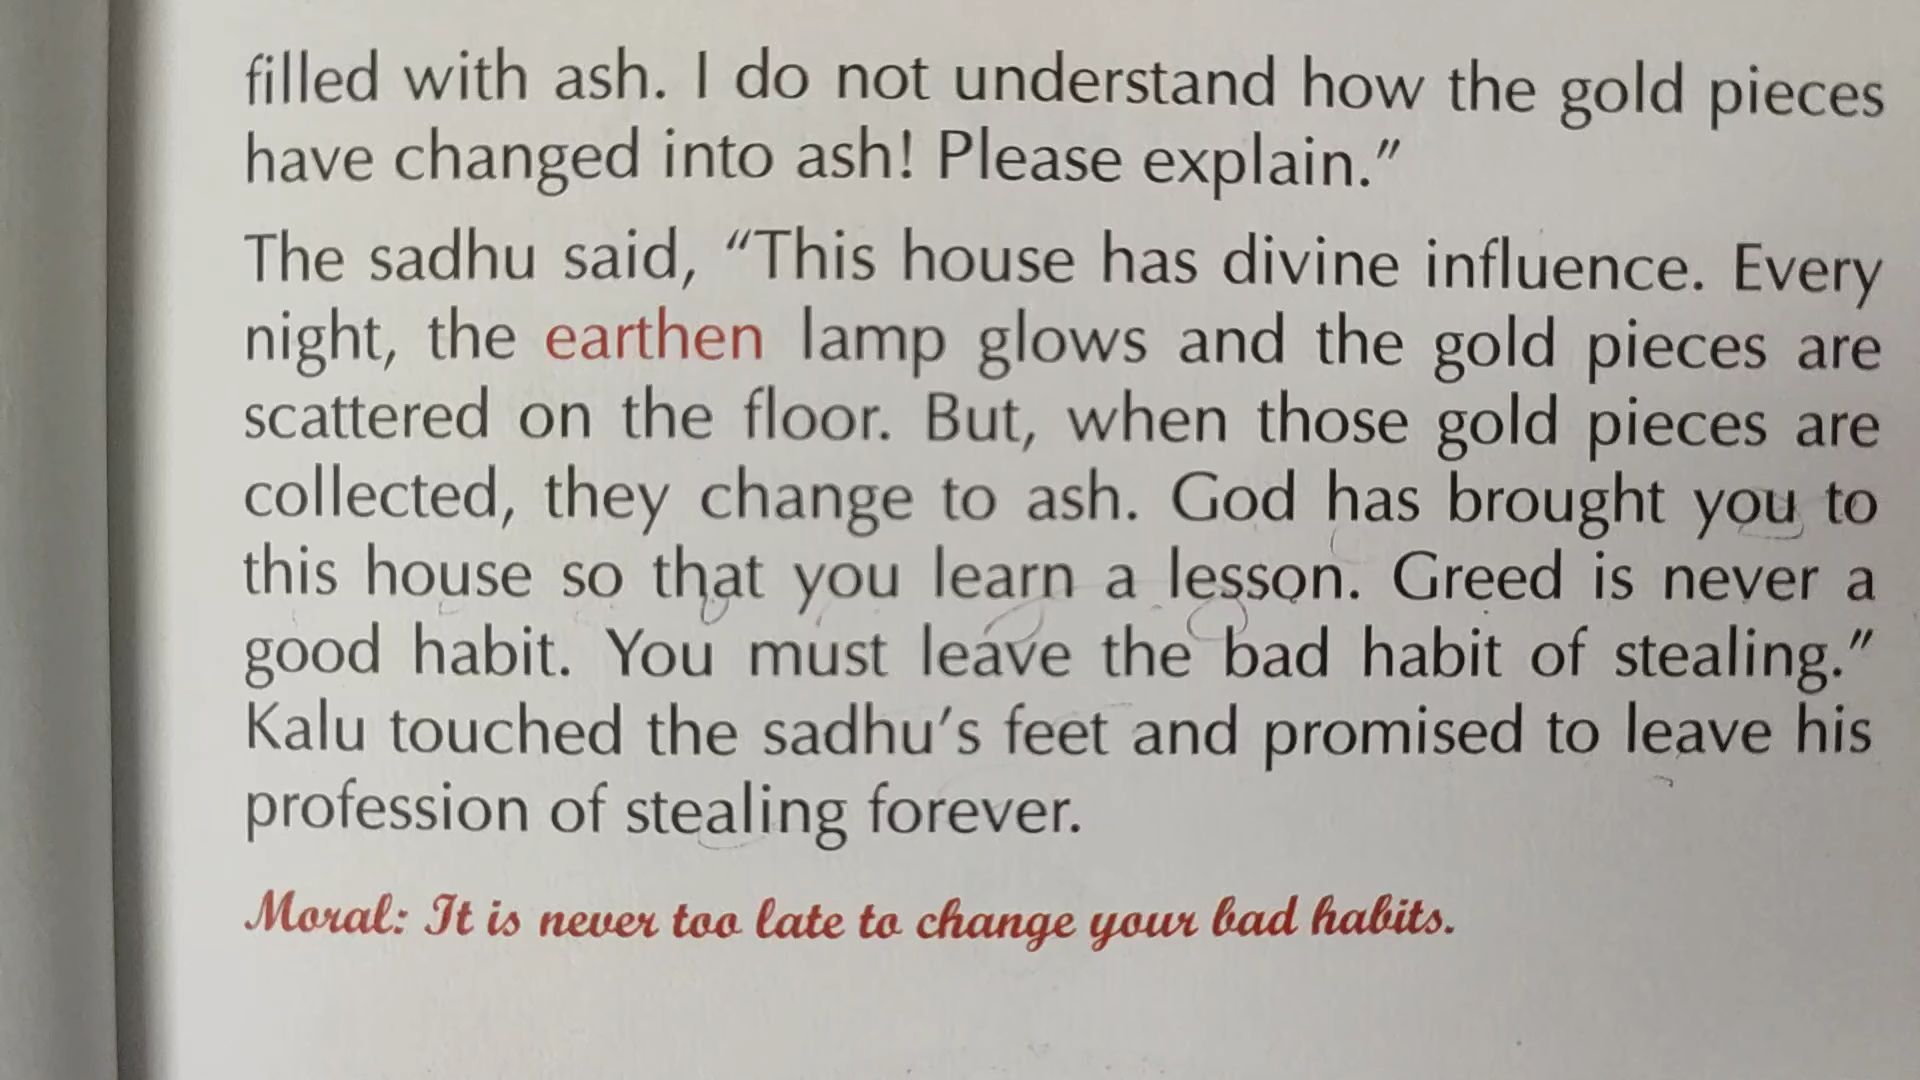 filled with ash. I do not understand how the gold pieces
have changed into ash! Please explain.”
The sadhu said, “This house has divine influence. Every
night, the earthen lamp glows and the gold pieces are
scattered on the floor. But, when those gold pieces are
collected, they change to ash. God has brought you to
this house so that you learn a lesson. Greed is never a
good habit. You must leave the bad habit of stealing.”
Kalu touched the sadhu’s feet and promised to leave his
profession of stealing forever.
Moral: It is never too late to change your bad habits.